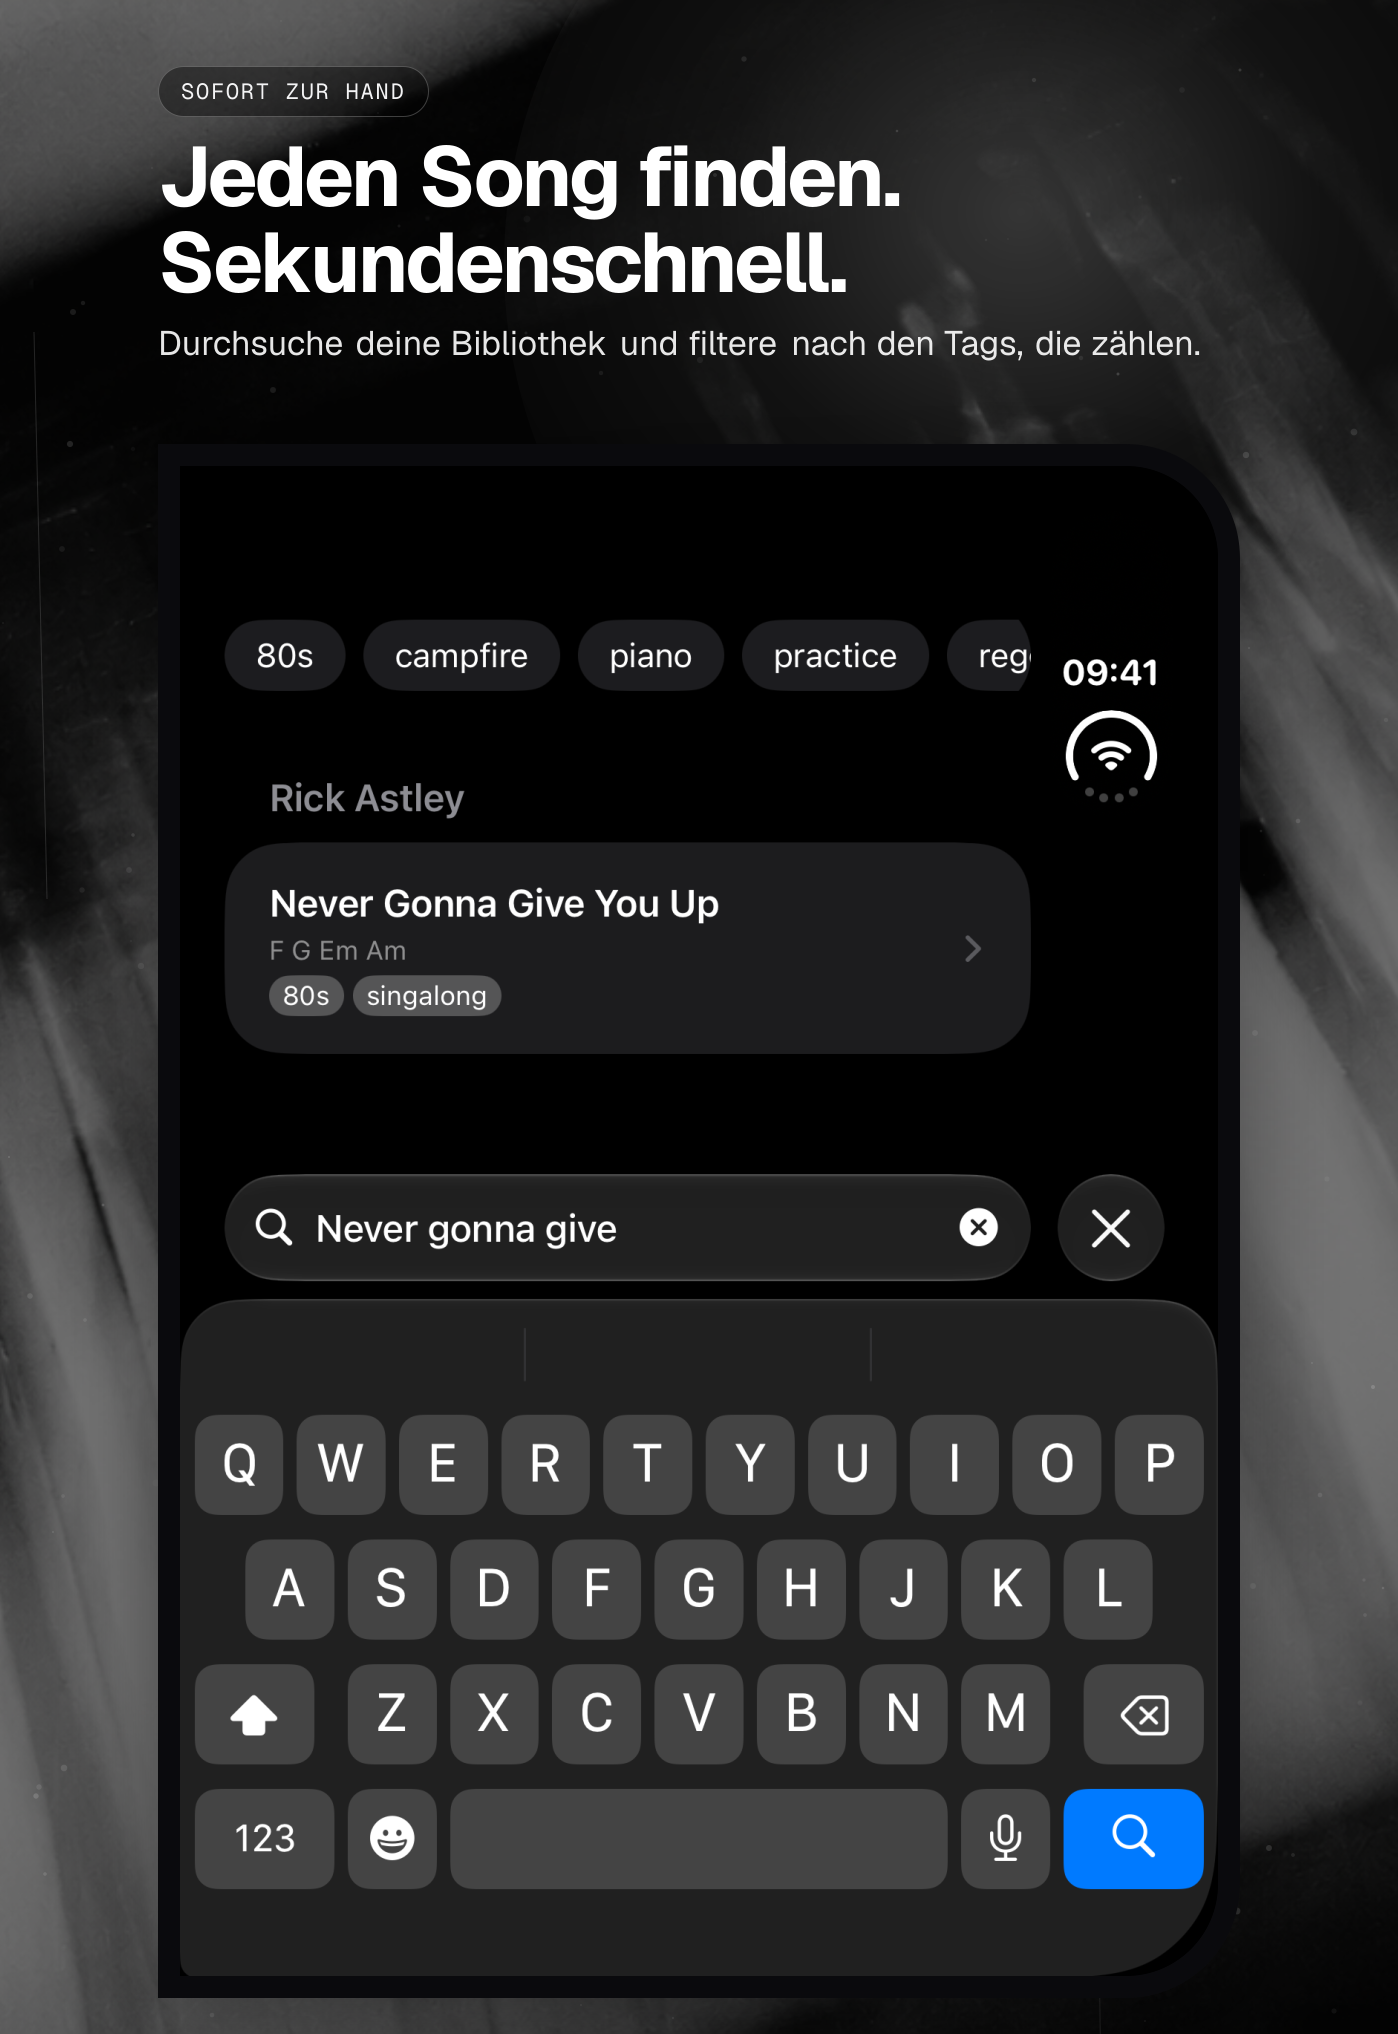 SOFORT ZUR HAND
Jeden Song finden.
Sekundenschnell.
Durchsuche deine Bibliothek und filtere nach den Tags, die zählen.
80s campfire piano practice
09:41
Rick Astley
Never Gonna Give You Up
F G Em Am
80s singalong
Never gonna give
Q W E R T Y U I O P
A S D F G H J K L
Z X C V B N M
123